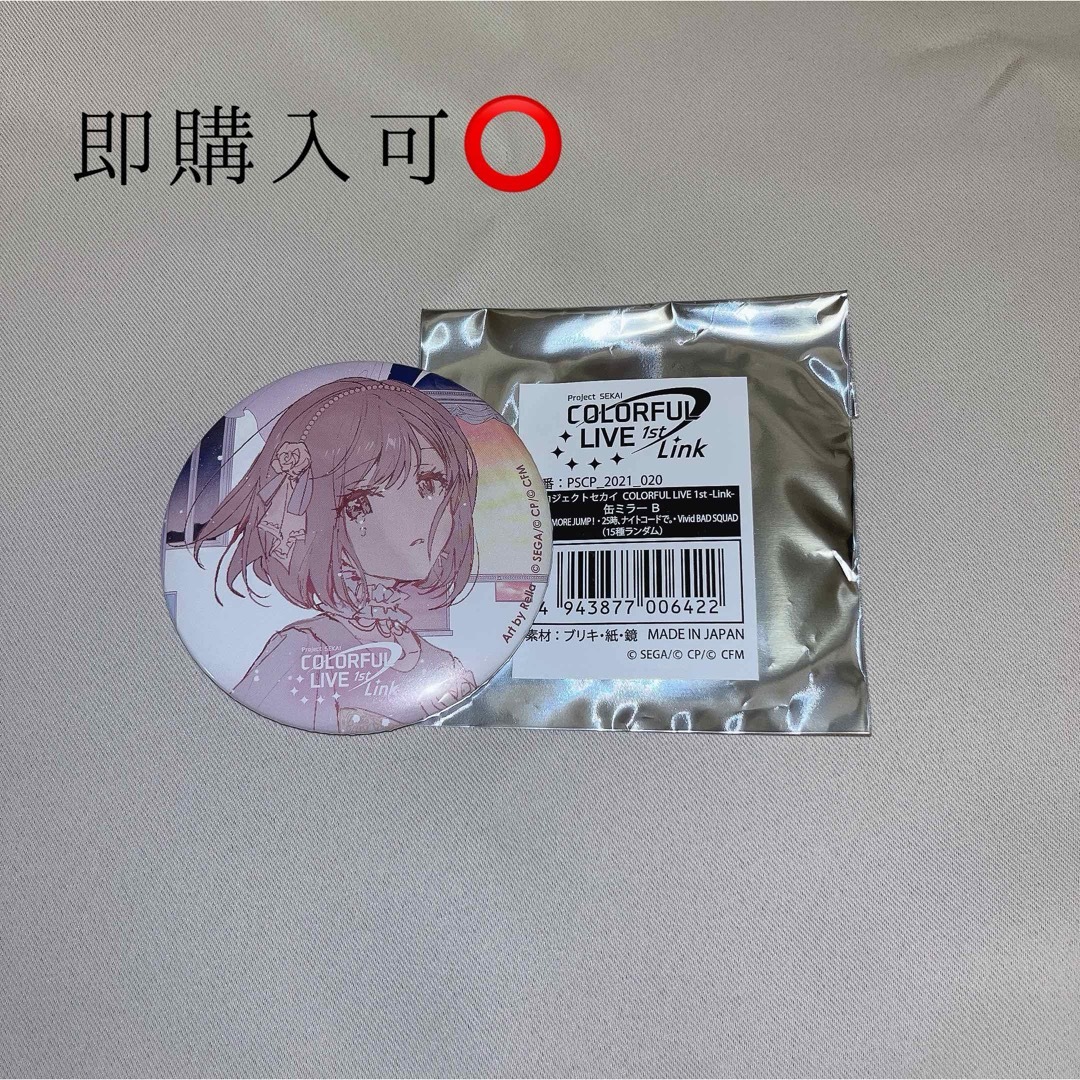 即購入可⭕
Project SEKAI
COLORFUL
LIVE 1st
Link
番：PSCP_2021_020
ロジェクトセカイ COLORFUL LIVE 1st -Link-
缶ミラー B
MORE JUMP！・25時、ナイトコードで。・Vivid BAD SQUAD
（15種ランダム）
4 943877 006422
素材：ブリキ・紙・鏡 MADE IN JAPAN
© SEGA/© CP/© CFM
Art by Rella © SEGA/© CP/© CFM
Project SEKAI
COLORFUL
LIVE 1st
Link